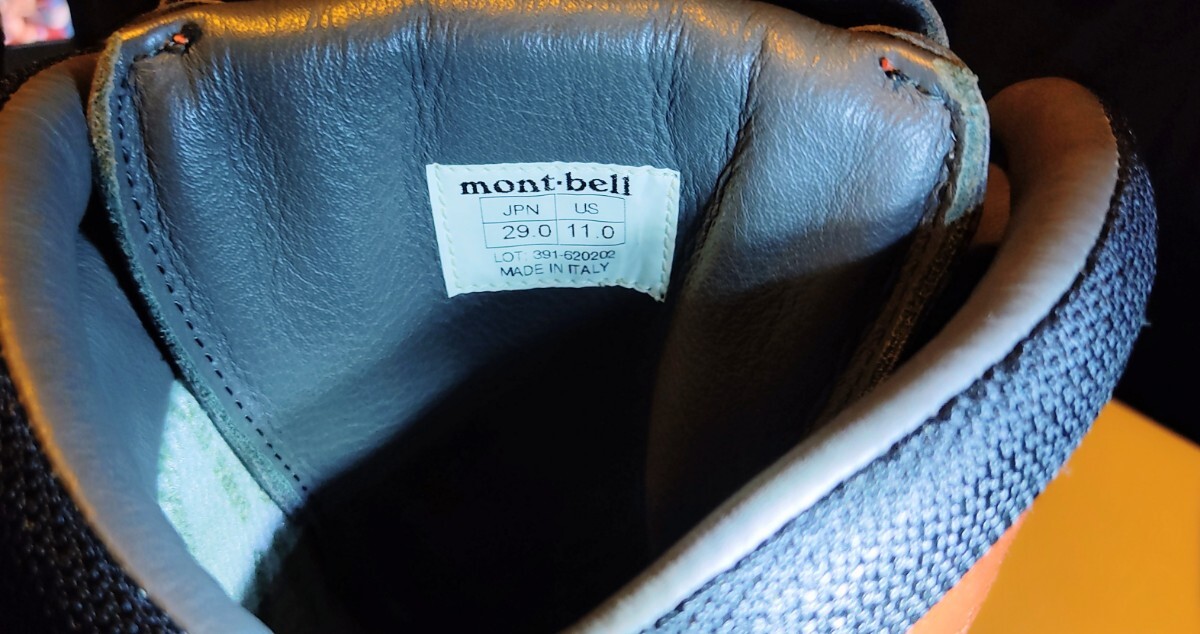 mont·bell
JPN US
29.0 11.0
LOT: 391-620202
MADE IN ITALY